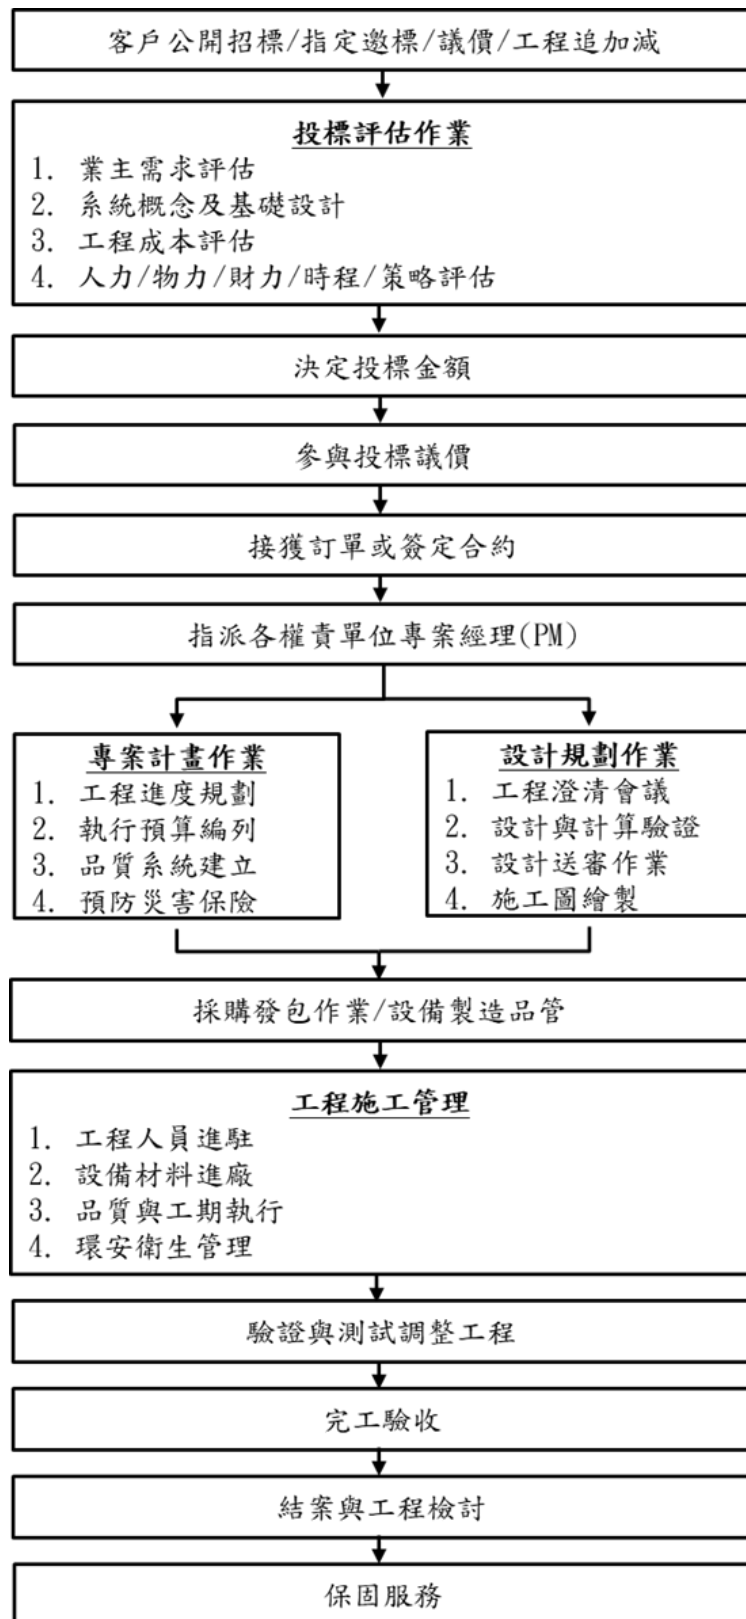 客戶公開招標/指定邀標/議價/工程追加減
投標評估作業
1. 業主需求評估
2. 系統概念及基礎設計
3. 工程成本評估
4. 人力/物力/財力/時程/策略評估
決定投標金額
參與投標議價
接獲訂單或簽定合約
指派各權責單位專案經理(PM)
專案計畫作業
1. 工程進度規劃
2. 執行預算編列
3. 品質系統建立
4. 預防災害保險
設計規劃作業
1. 工程澄清會議
2. 設計與計算驗證
3. 設計送審作業
4. 施工圖繪製
採購發包作業/設備製造品管
工程施工管理
1. 工程人員進駐
2. 設備材料進廠
3. 品質與工期執行
4. 環安衛生管理
驗證與測試調整工程
完工驗收
結案與工程檢討
保固服務